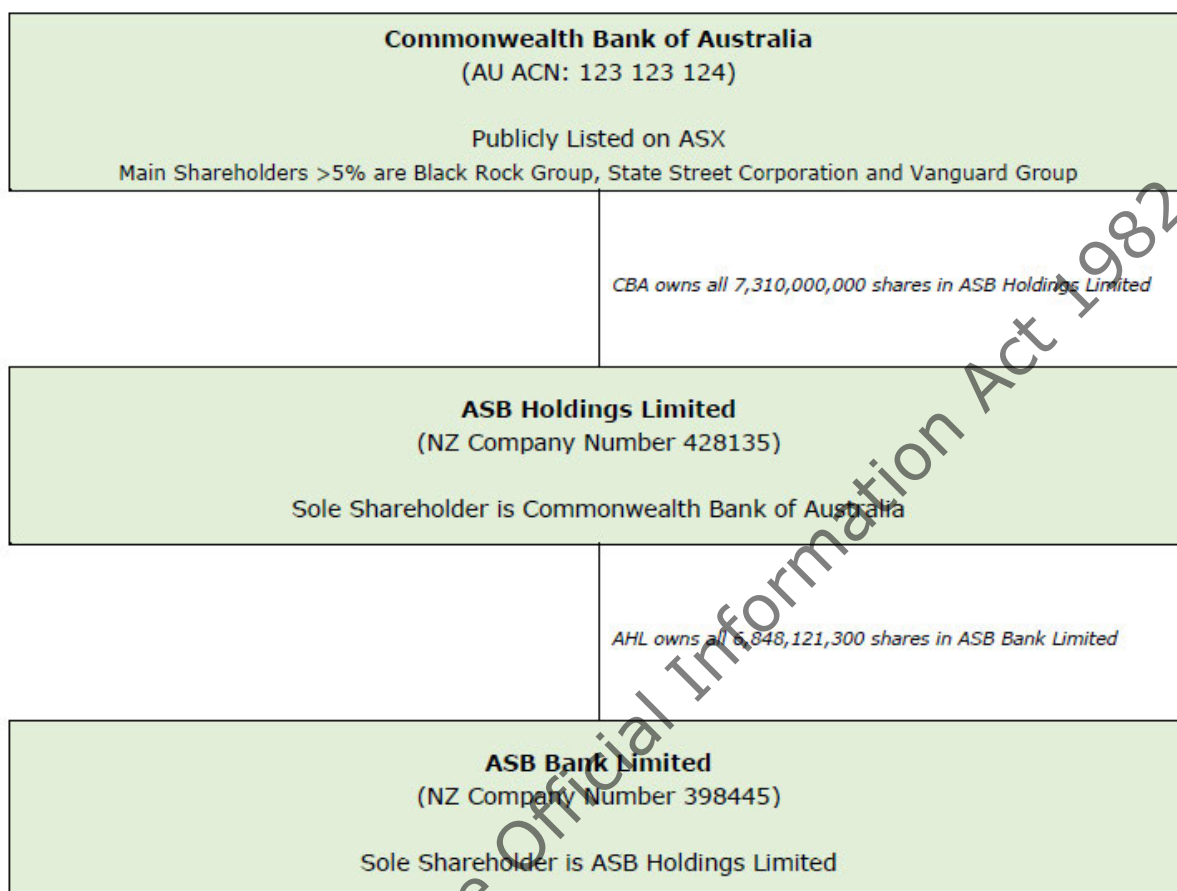 Commonwealth Bank of Australia
(AU ACN: 123 123 124)
Publicly Listed on ASX
Main Shareholders >5% are Black Rock Group, State Street Corporation and Vanguard Group
CBA owns all 7,310,000,000 shares in ASB Holdings Limited
ASB Holdings Limited
(NZ Company Number 428135)
Sole Shareholder is Commonwealth Bank of Australia
AHL owns all 6,848,121,300 shares in ASB Bank Limited
ASB Bank Limited
(NZ Company Number 398445)
Sole Shareholder is ASB Holdings Limited
Official Information Act 1982